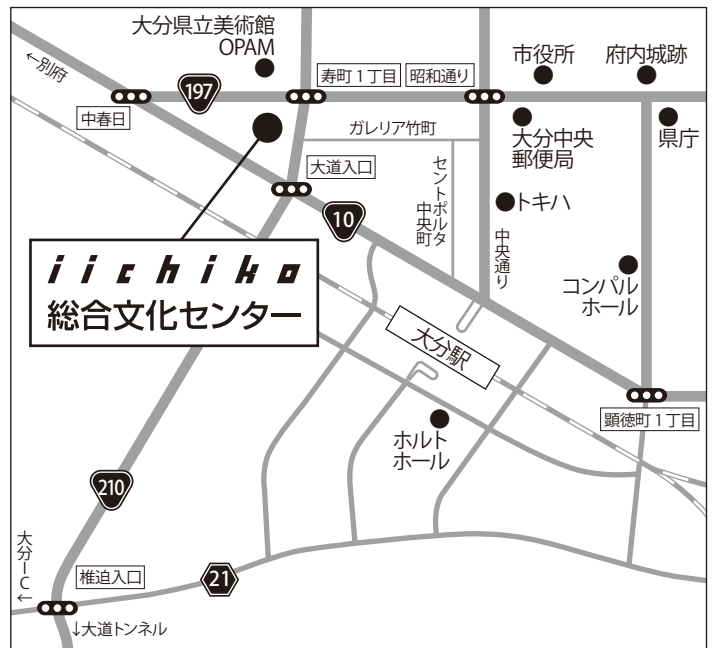 大分県立美術館
OPAM
←別府
197
寿町1丁目
昭和通り
市役所
府内城跡
中春日
ガレリア竹町
大分中央
郵便局
県庁
大道入口
セントポルタ
中央町
トキハ
10
中央通り
iichiko
総合文化センター
コンパル
ホール
大分駅
顕徳町1丁目
ホルト
ホール
210
大分IC←
椎迫入口
21
↓大道トンネル